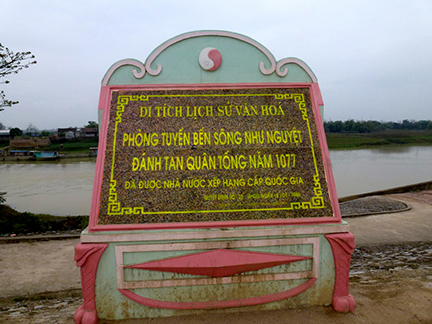 DI TÍCH LỊCH SỬ VĂN HOÁ
PHÒNG TUYẾN BẾN SÔNG NHƯ NGUYỆT
ĐÁNH TAN QUÂN TỐNG NĂM 1077
ĐÃ ĐƯỢC NHÀ NƯỚC XẾP HẠNG CẤP QUỐC GIA